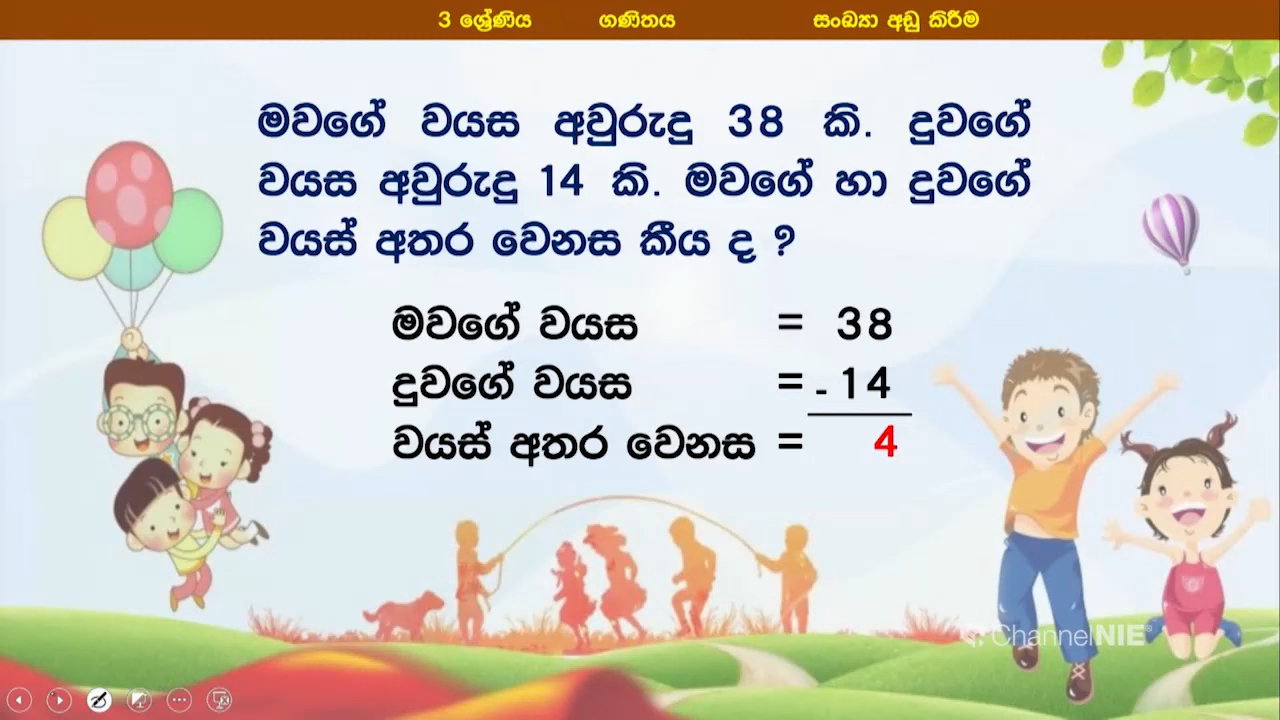 3 ශ්‍රේණිය ගණිතය සංඛ්‍යා අඩු කිරීම
මවගේ වයස අවුරුදු 38 කි. දුවගේ
වයස අවුරුදු 14 කි. මවගේ හා දුවගේ
වයස් අතර වෙනස කීය ද ?
මවගේ වයස = 38
දුවගේ වයස = - 14
වයස් අතර වෙනස = 4
ChannelNIE